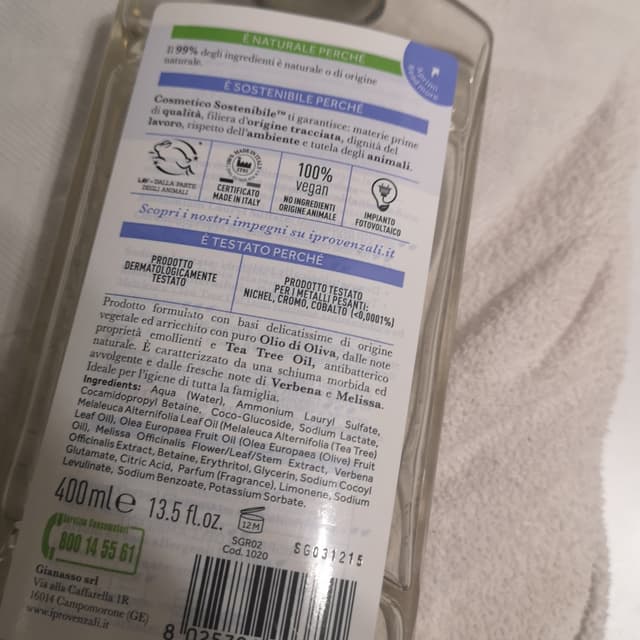 È NATURALE PERCHÉ
Il 99% degli ingredienti è naturale o di origine
naturale.
Aprimi
Read more
È SOSTENIBILE PERCHÉ
Cosmetico Sostenibile™ ti garantisce: materie prime
di qualità, filiera d'origine tracciata, dignità del
lavoro, rispetto dell'ambiente e tutela degli animali.
LAV - DALLA PARTE
DEGLI ANIMALI
CERTIFICATO
MADE IN ITALY
100%
vegan
NO INGREDIENTI
ORIGINE ANIMALE
IMPIANTO
FOTOVOLTAICO
Scopri i nostri impegni su iprovenzali.it
È TESTATO PERCHÉ
PRODOTTO
DERMATOLOGICAMENTE
TESTATO
PRODOTTO TESTATO
PER I METALLI PESANTI:
NICHEL, CROMO, COBALTO (<0,0001%)
Prodotto formulato con basi delicatissime di origine
vegetale ed arricchito con puro Olio di Oliva, dalle note
proprietà emollienti e Tea Tree Oil, antibatterico
naturale. È caratterizzato da una schiuma morbida ed
avvolgente e dalle fresche note di Verbena e Melissa.
Ideale per l'igiene di tutta la famiglia.
Ingredients: Aqua (Water), Ammonium Lauryl Sulfate,
Cocamidopropyl Betaine, Coco-Glucoside, Sodium Lactate,
Melaleuca Alternifolia Leaf Oil (Melaleuca Alternifolia (Tea Tree)
Leaf Oil), Olea Europaea Fruit Oil (Olea Europaea (Olive) Fruit
Oil), Melissa Officinalis Flower/Leaf/Stem Extract, Verbena
Officinalis Extract, Betaine, Erythritol, Glycerin, Sodium Cocoyl
Glutamate, Citric Acid, Parfum (Fragrance), Limonene, Sodium
Levulinate, Sodium Benzoate, Potassium Sorbate.
400 ml e 13.5 fl.oz. 12 M
Servizio Consumatori
800 14 55 61
SGR02
Cod. 1020
SG031215
Gianasso srl
Via alla Caffarella 1R
16014 Campomorone (GE)
www.iprovenzali.it